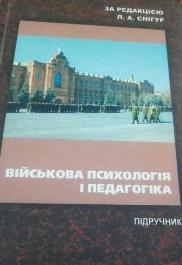 ЗА РЕДАКЦІЄЮ
Л. А. СНІГУР
ВІЙСЬКОВА ПСИХОЛОГІЯ
І ПЕДАГОГІКА
ПІДРУЧНИК